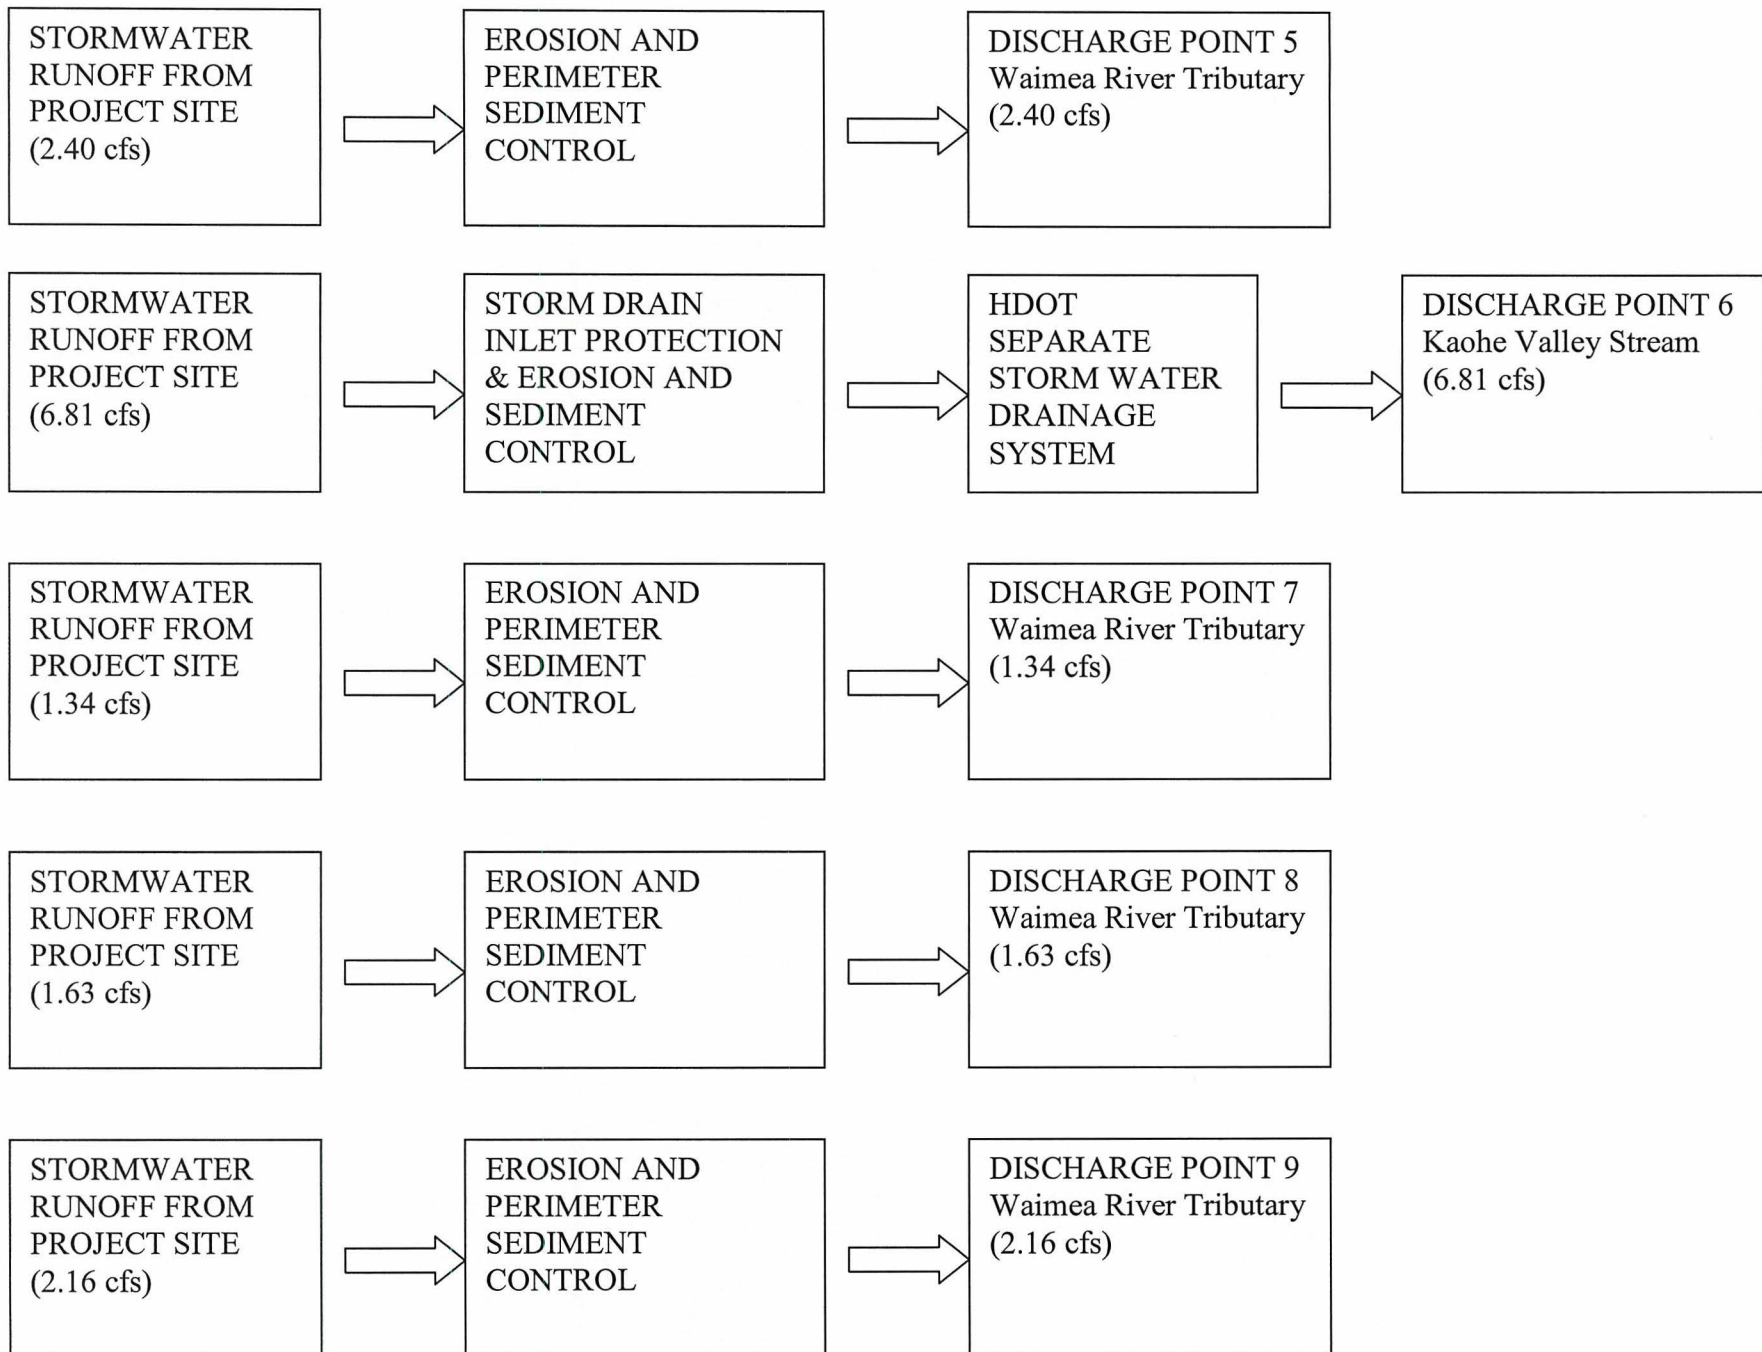 STORMWATER
RUNOFF FROM
PROJECT SITE
(2.40 cfs)
EROSION AND
PERIMETER
SEDIMENT
CONTROL
DISCHARGE POINT 5
Waimea River Tributary
(2.40 cfs)
STORMWATER
RUNOFF FROM
PROJECT SITE
(6.81 cfs)
STORM DRAIN
INLET PROTECTION
& EROSION AND
SEDIMENT
CONTROL
HDOT
SEPARATE
STORM WATER
DRAINAGE
SYSTEM
DISCHARGE POINT 6
Kaohe Valley Stream
(6.81 cfs)
STORMWATER
RUNOFF FROM
PROJECT SITE
(1.34 cfs)
EROSION AND
PERIMETER
SEDIMENT
CONTROL
DISCHARGE POINT 7
Waimea River Tributary
(1.34 cfs)
STORMWATER
RUNOFF FROM
PROJECT SITE
(1.63 cfs)
EROSION AND
PERIMETER
SEDIMENT
CONTROL
DISCHARGE POINT 8
Waimea River Tributary
(1.63 cfs)
STORMWATER
RUNOFF FROM
PROJECT SITE
(2.16 cfs)
EROSION AND
PERIMETER
SEDIMENT
CONTROL
DISCHARGE POINT 9
Waimea River Tributary
(2.16 cfs)